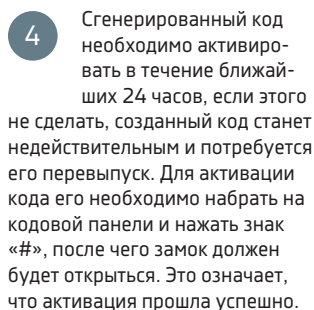 4
Сгенерированный код
необходимо активиро-
вать в течение ближай-
ших 24 часов, если этого
не сделать, созданный код станет
недействительным и потребуется
его перевыпуск. Для активации
кода его необходимо набрать на
кодовой панели и нажать знак
«#», после чего замок должен
будет открыться. Это означает,
что активация прошла успешно.